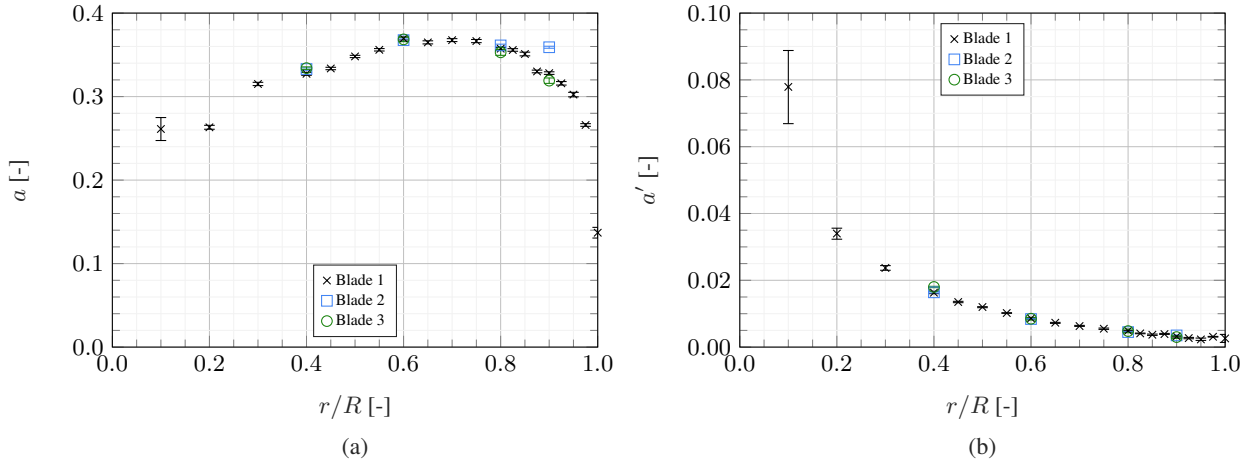 0.4
0.3
0.2
0.1
0.0
a [-]
0.0 0.2 0.4 0.6 0.8 1.0
r/R [-]
Blade 1
Blade 2
Blade 3
(a)
0.10
0.08
0.06
0.04
0.02
0.00
a′ [-]
0.0 0.2 0.4 0.6 0.8 1.0
r/R [-]
Blade 1
Blade 2
Blade 3
(b)